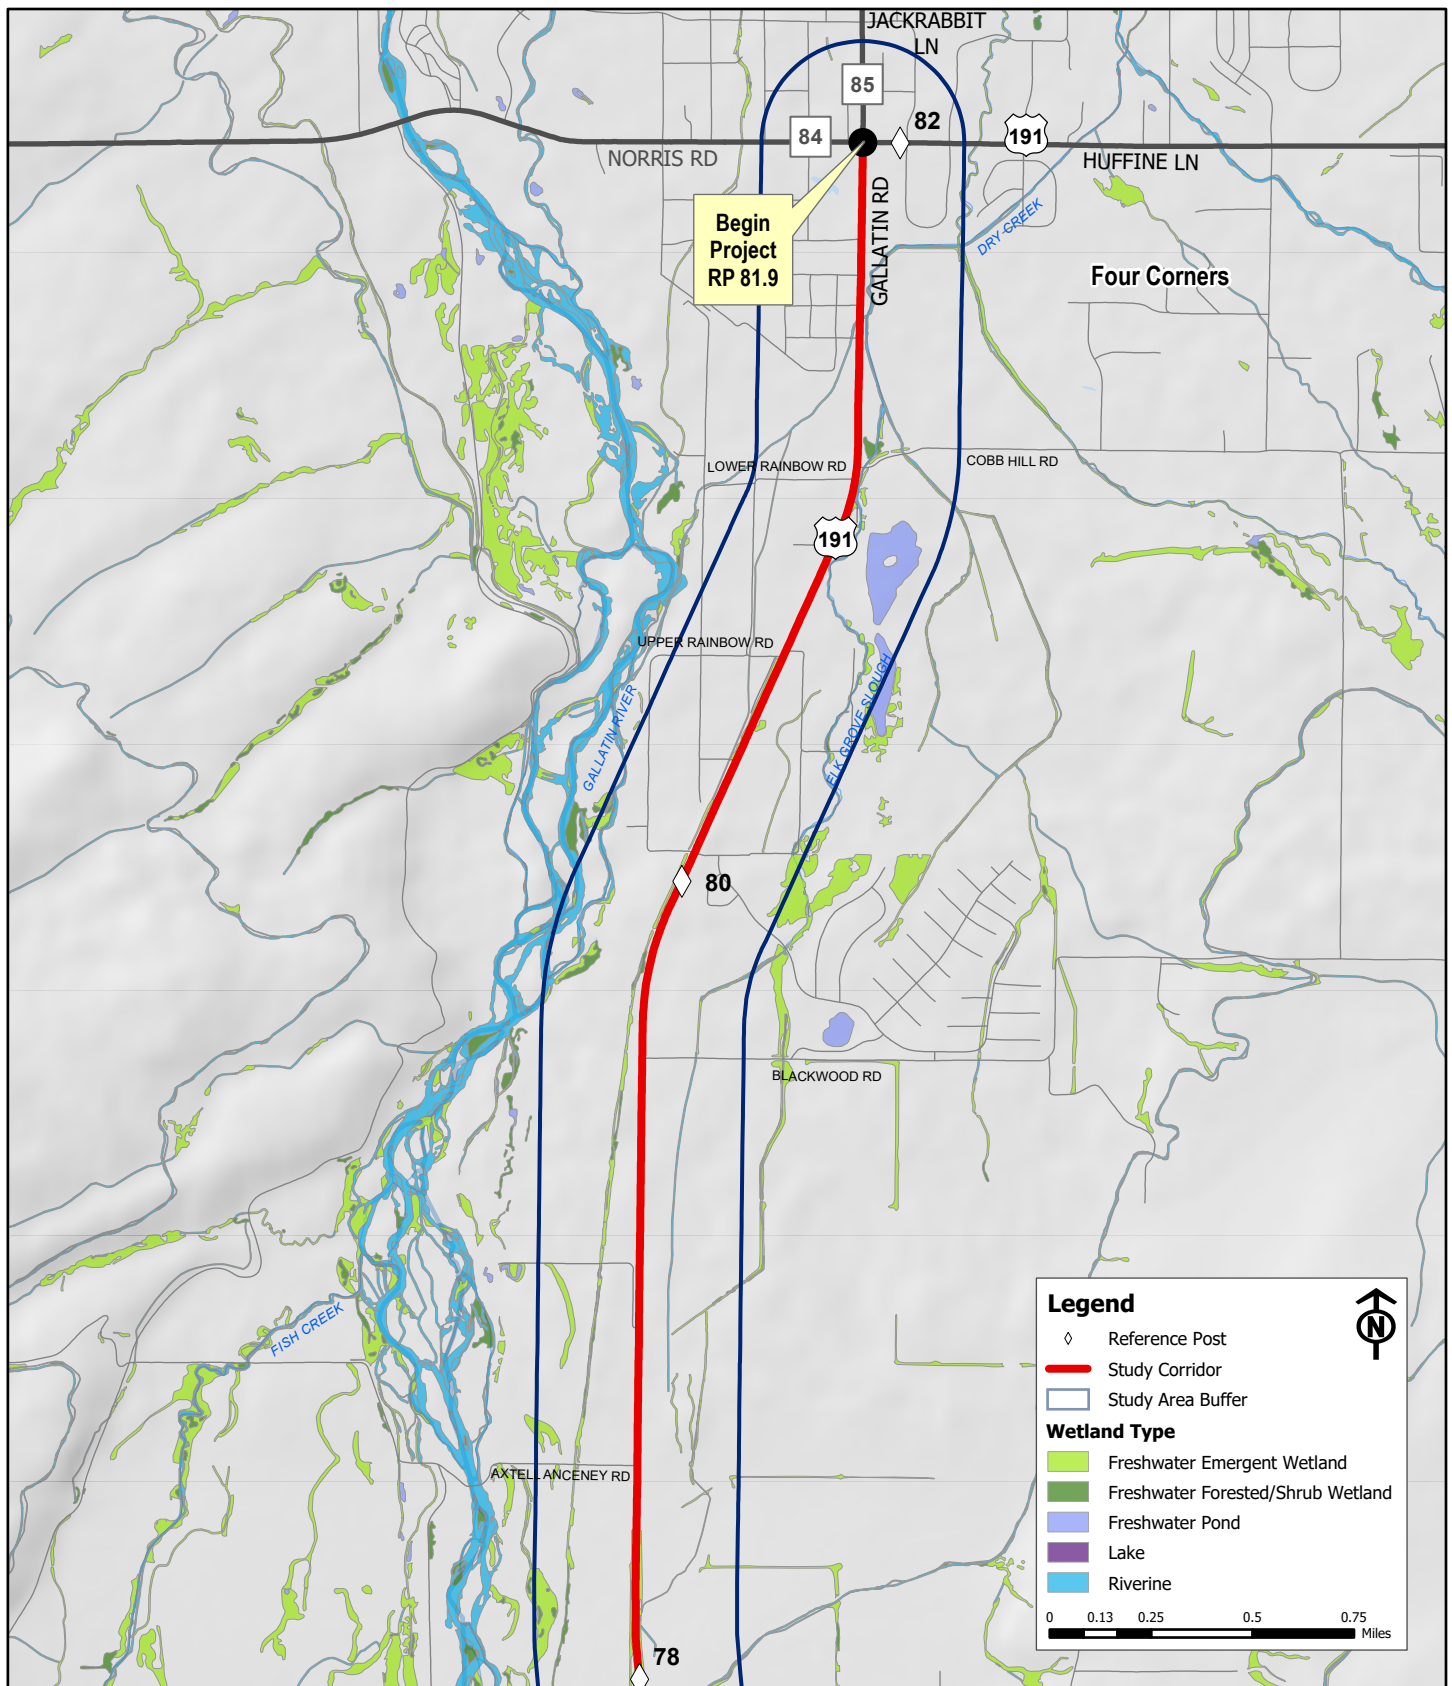 JACKRABBIT
LN
85
82
84
191
NORRIS RD
HUFFINE LN
Begin
Project
RP 81.9
GALLATIN RD
DRY CREEK
Four Corners
LOWER RAINBOW RD
COBB HILL RD
191
UPPER RAINBOW RD
GALLATIN RIVER
ELK GROVE SLOUGH
80
BLACKWOOD RD
FISH CREEK
AXTELL ANCENEY RD
78
Legend
N
Reference Post
Study Corridor
Study Area Buffer
Wetland Type
Freshwater Emergent Wetland
Freshwater Forested/Shrub Wetland
Freshwater Pond
Lake
Riverine
0 0.13 0.25 0.5 0.75
Miles